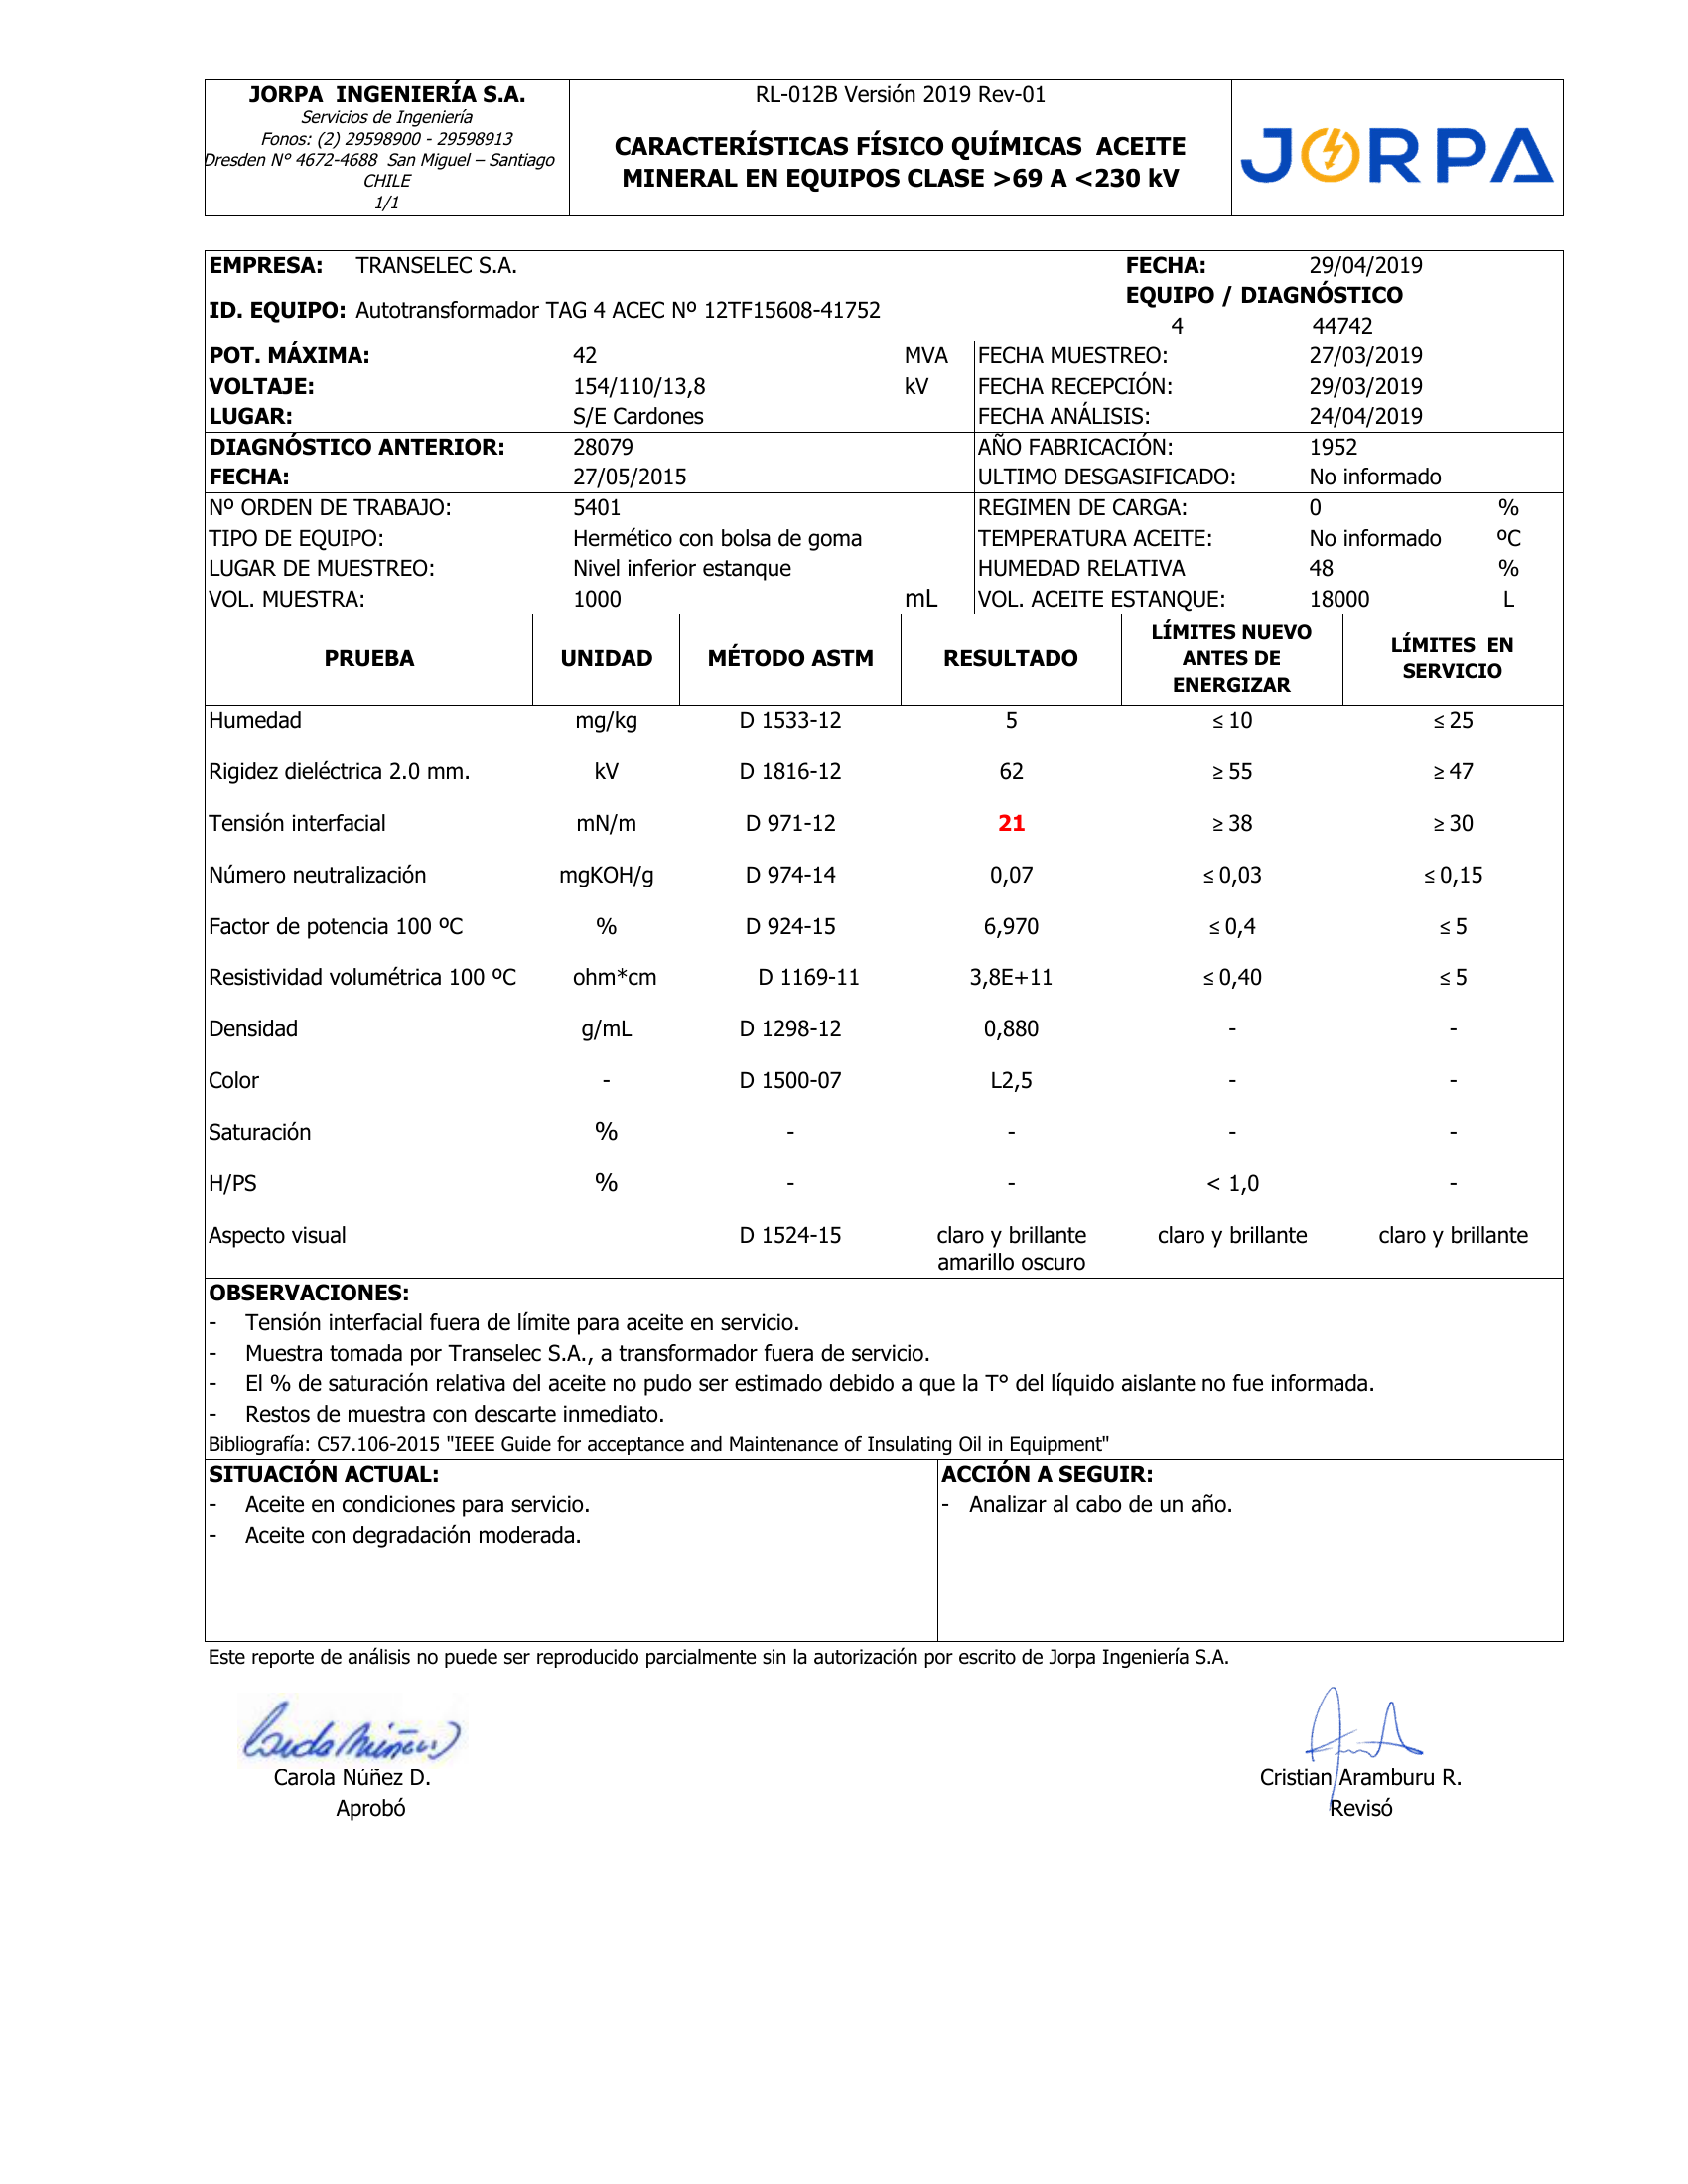 JORPA INGENIERÍA S.A.
Servicios de Ingeniería
Fonos: (2) 29598900 - 29598913
Dresden N° 4672-4688 San Miguel – Santiago
CHILE
1/1
RL-012B Versión 2019 Rev-01
CARACTERÍSTICAS FÍSICO QUÍMICAS ACEITE
MINERAL EN EQUIPOS CLASE >69 A <230 kV
JORPA
EMPRESA: TRANSELEC S.A. FECHA: 29/04/2019
EQUIPO / DIAGNÓSTICO
ID. EQUIPO: Autotransformador TAG 4 ACEC Nº 12TF15608-41752
4 44742
POT. MÁXIMA: 42 MVA FECHA MUESTREO: 27/03/2019
VOLTAJE: 154/110/13,8 kV FECHA RECEPCIÓN: 29/03/2019
LUGAR: S/E Cardones FECHA ANÁLISIS: 24/04/2019
DIAGNÓSTICO ANTERIOR: 28079 AÑO FABRICACIÓN: 1952
FECHA: 27/05/2015 ULTIMO DESGASIFICADO: No informado
Nº ORDEN DE TRABAJO: 5401 REGIMEN DE CARGA: 0 %
TIPO DE EQUIPO: Hermético con bolsa de goma TEMPERATURA ACEITE: No informado ºC
LUGAR DE MUESTREO: Nivel inferior estanque HUMEDAD RELATIVA 48 %
VOL. MUESTRA: 1000 mL VOL. ACEITE ESTANQUE: 18000 L
PRUEBA UNIDAD MÉTODO ASTM RESULTADO LÍMITES NUEVO ANTES DE ENERGIZAR LÍMITES EN SERVICIO
Humedad mg/kg D 1533-12 5 ≤ 10 ≤ 25
Rigidez dieléctrica 2.0 mm. kV D 1816-12 62 ≥ 55 ≥ 47
Tensión interfacial mN/m D 971-12 21 ≥ 38 ≥ 30
Número neutralización mgKOH/g D 974-14 0,07 ≤ 0,03 ≤ 0,15
Factor de potencia 100 ºC % D 924-15 6,970 ≤ 0,4 ≤ 5
Resistividad volumétrica 100 ºC ohm*cm D 1169-11 3,8E+11 ≤ 0,40 ≤ 5
Densidad g/mL D 1298-12 0,880 - -
Color - D 1500-07 L2,5 - -
Saturación % - - - -
H/PS % - - < 1,0 -
Aspecto visual D 1524-15 claro y brillante claro y brillante claro y brillante
amarillo oscuro
OBSERVACIONES:
- Tensión interfacial fuera de límite para aceite en servicio.
- Muestra tomada por Transelec S.A., a transformador fuera de servicio.
- El % de saturación relativa del aceite no pudo ser estimado debido a que la T° del líquido aislante no fue informada.
- Restos de muestra con descarte inmediato.
Bibliografía: C57.106-2015 "IEEE Guide for acceptance and Maintenance of Insulating Oil in Equipment"
SITUACIÓN ACTUAL: ACCIÓN A SEGUIR:
- Aceite en condiciones para servicio. - Analizar al cabo de un año.
- Aceite con degradación moderada.
Este reporte de análisis no puede ser reproducido parcialmente sin la autorización por escrito de Jorpa Ingeniería S.A.
Carola Núñez D. Cristian Aramburu R.
Aprobó Revisó